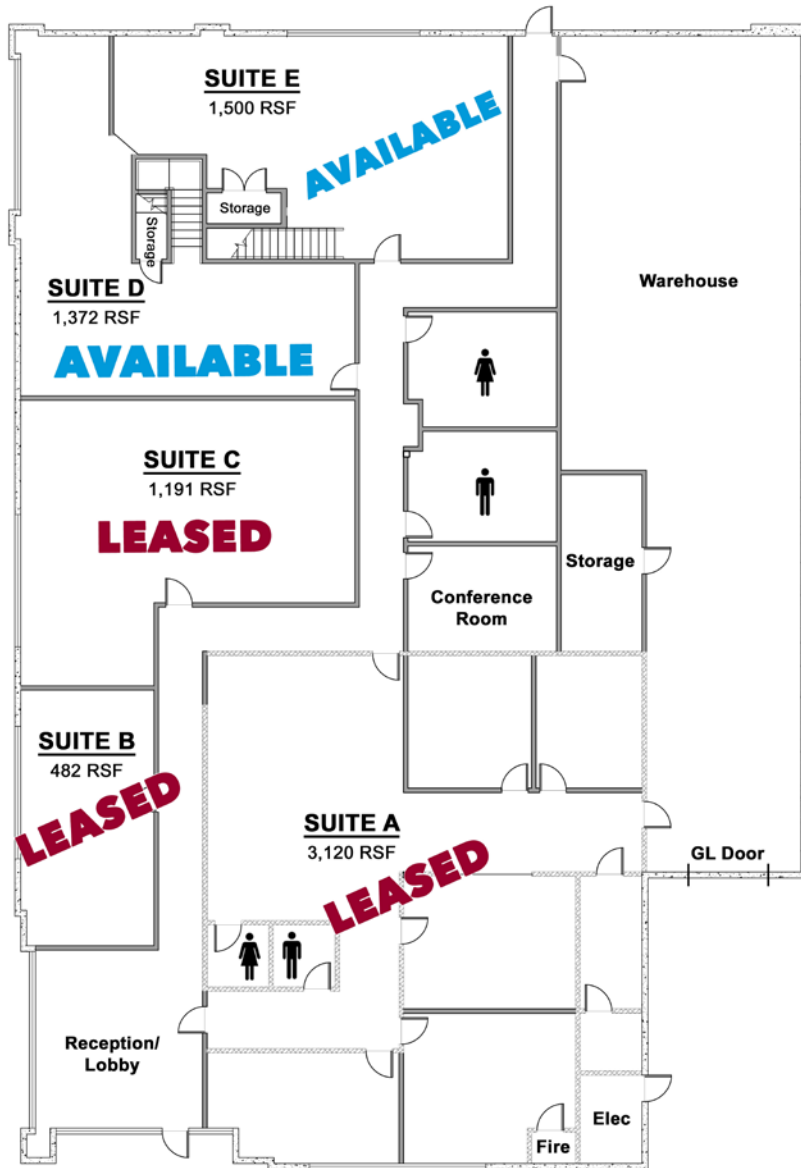 SUITE E
1,500 RSF
AVAILABLE
Storage
Storage
SUITE D
1,372 RSF
AVAILABLE
Warehouse
SUITE C
1,191 RSF
LEASED
Storage
Conference
Room
SUITE B
482 RSF
LEASED
SUITE A
3,120 RSF
LEASED
GL Door
Reception/
Lobby
Elec
Fire